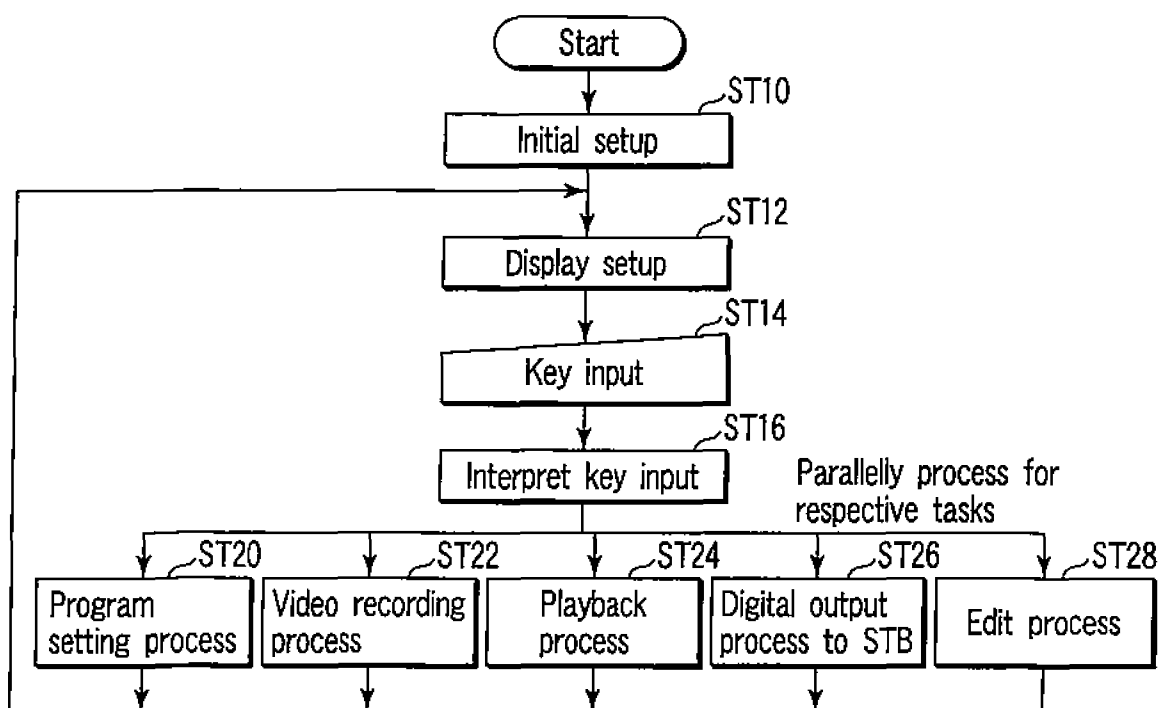 Start
ST10
Initial setup
ST12
Display setup
ST14
Key input
ST16
Interpret key input
Parallelly process for
respective tasks
ST20
Program
setting process
ST22
Video recording
process
ST24
Playback
process
ST26
Digital output
process to STB
ST28
Edit process